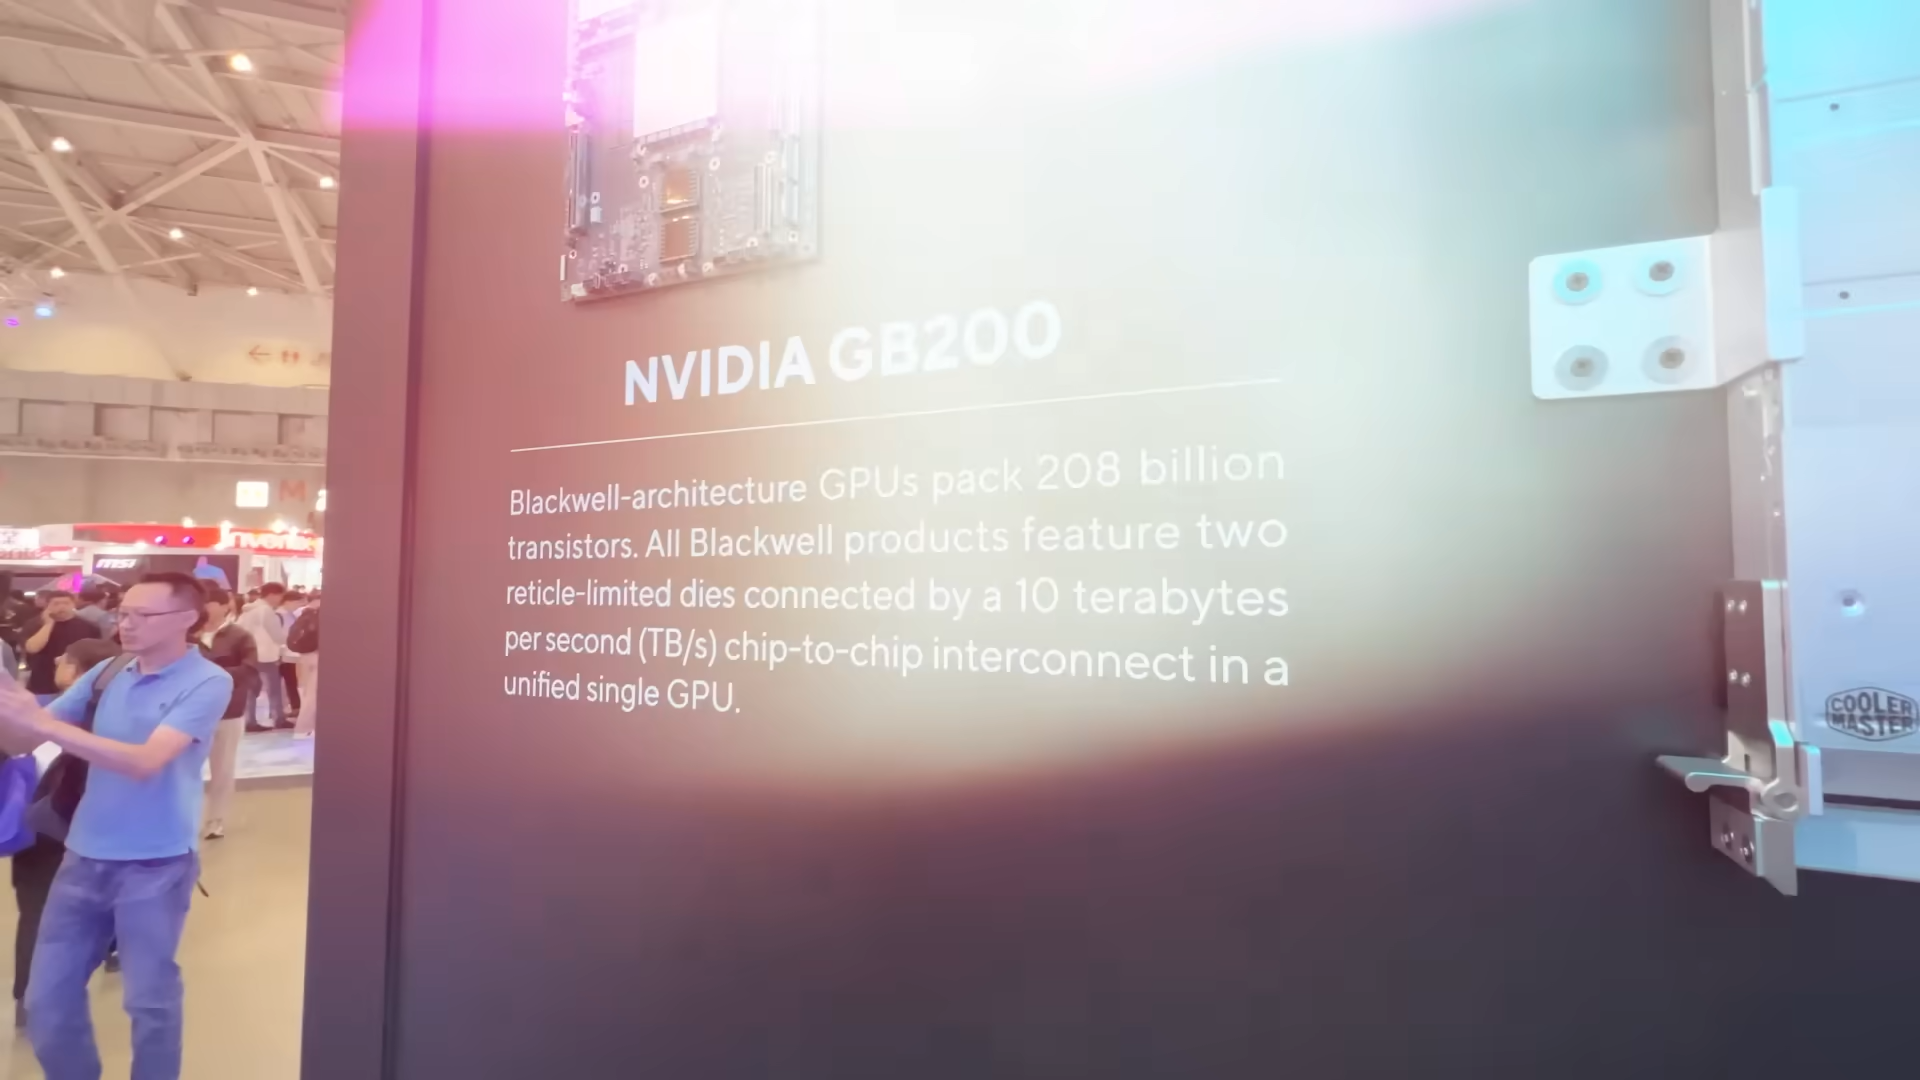 NVIDIA GB200
Blackwell-architecture GPUs pack 208 billion
transistors. All Blackwell products feature two
reticle-limited dies connected by a 10 terabytes
per second (TB/s) chip-to-chip interconnect in a
unified single GPU.
msi
COOLER
MASTER